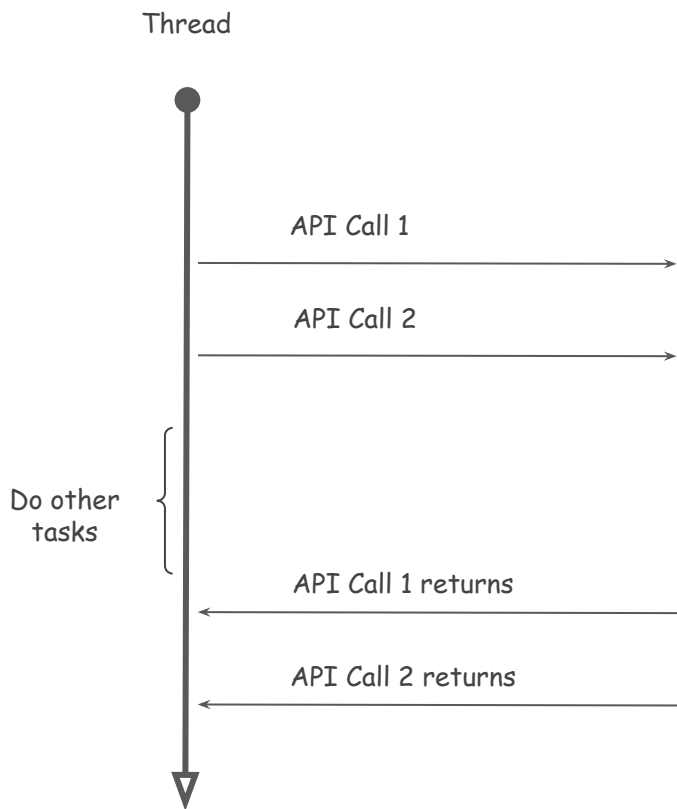 Thread
API Call 1
API Call 2
Do other
tasks
API Call 1 returns
API Call 2 returns